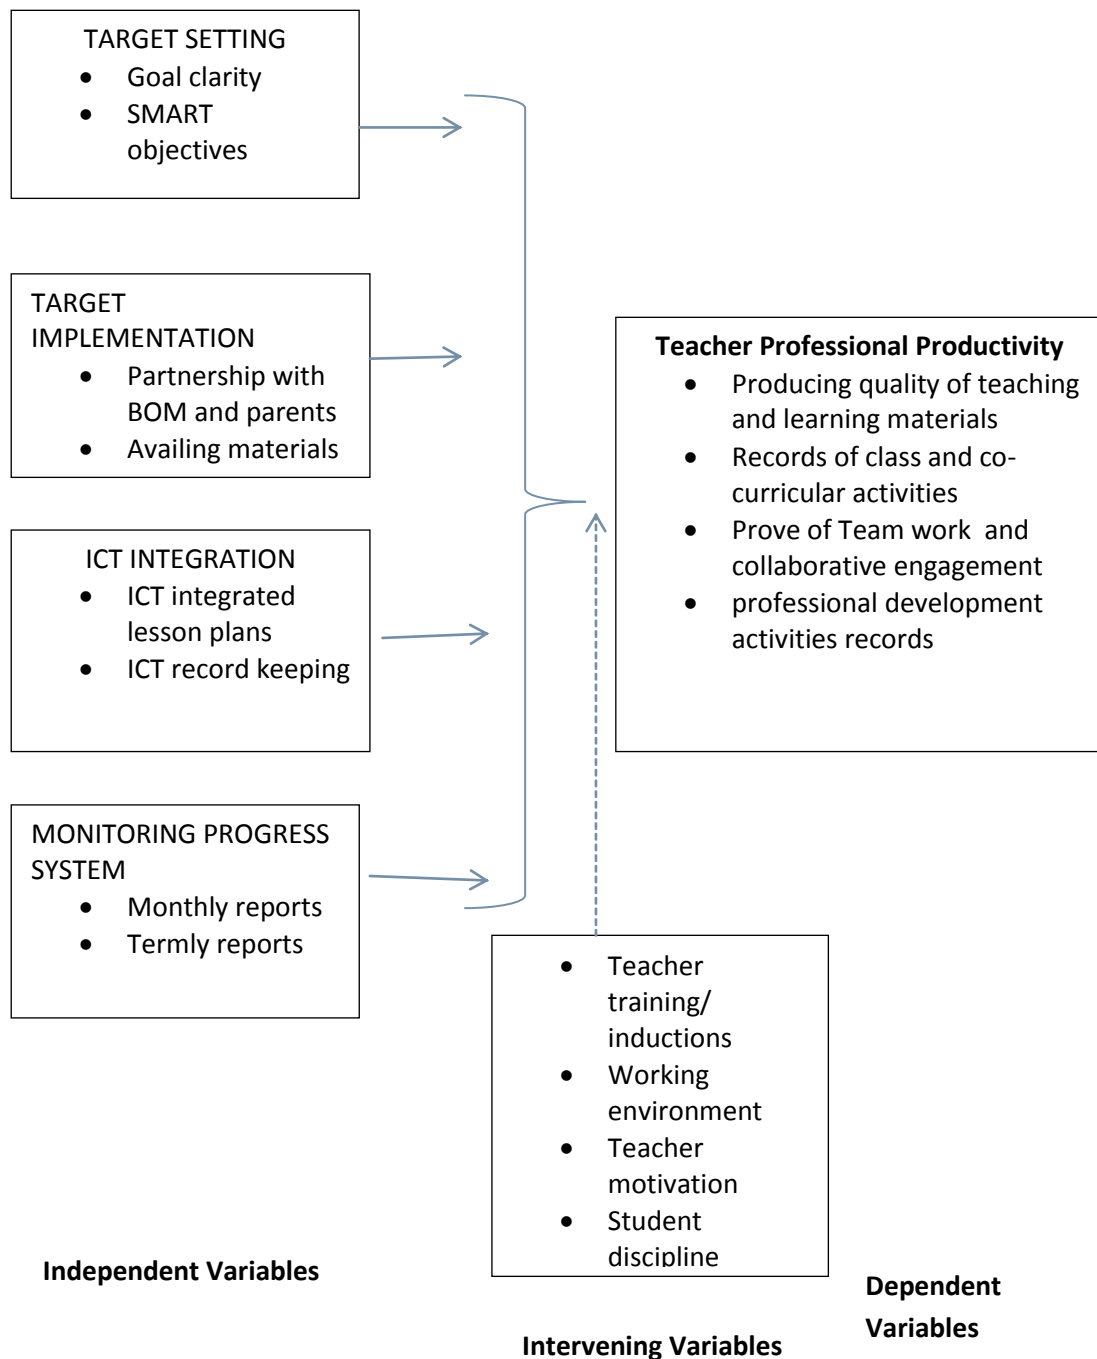 TARGET SETTING
• Goal clarity
• SMART
objectives
TARGET
IMPLEMENTATION
• Partnership with
BOM and parents
• Availing materials
ICT INTEGRATION
• ICT integrated
lesson plans
• ICT record keeping
MONITORING PROGRESS
SYSTEM
• Monthly reports
• Termly reports
Teacher Professional Productivity
• Producing quality of teaching
and learning materials
• Records of class and co-
curricular activities
• Prove of Team work and
collaborative engagement
• professional development
activities records
• Teacher
training/
inductions
• Working
environment
• Teacher
motivation
• Student
discipline
Independent Variables
Intervening Variables
Dependent
Variables